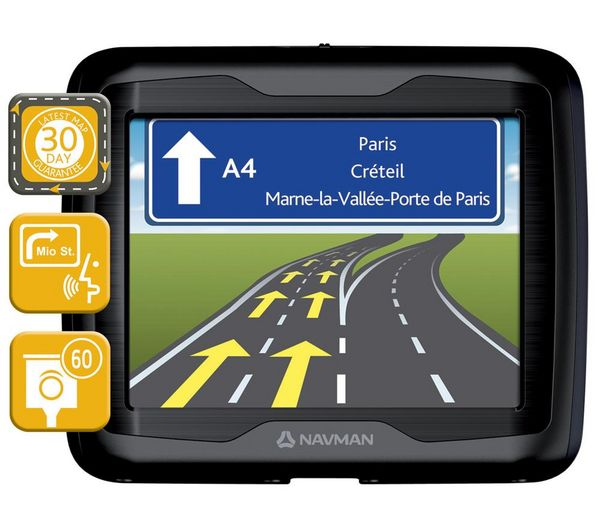 LATEST MAP
30
DAY
GUARANTEE
Mio St.
60
A4
Paris
Créteil
Marne-la-Vallée-Porte de Paris
NAVMAN